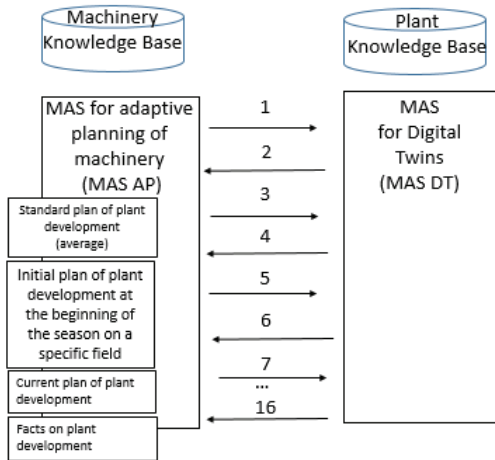 Machinery
Knowledge Base
Plant
Knowledge Base
MAS for adaptive
planning of
machinery
(MAS AP)
Standard plan of plant
development
(average)
Initial plan of plant
development at
the beginning of
the season on a
specific field
Current plan of plant
development
Facts on plant
development
1
2
3
4
5
6
7
...
16
MAS
for Digital
Twins
(MAS DT)